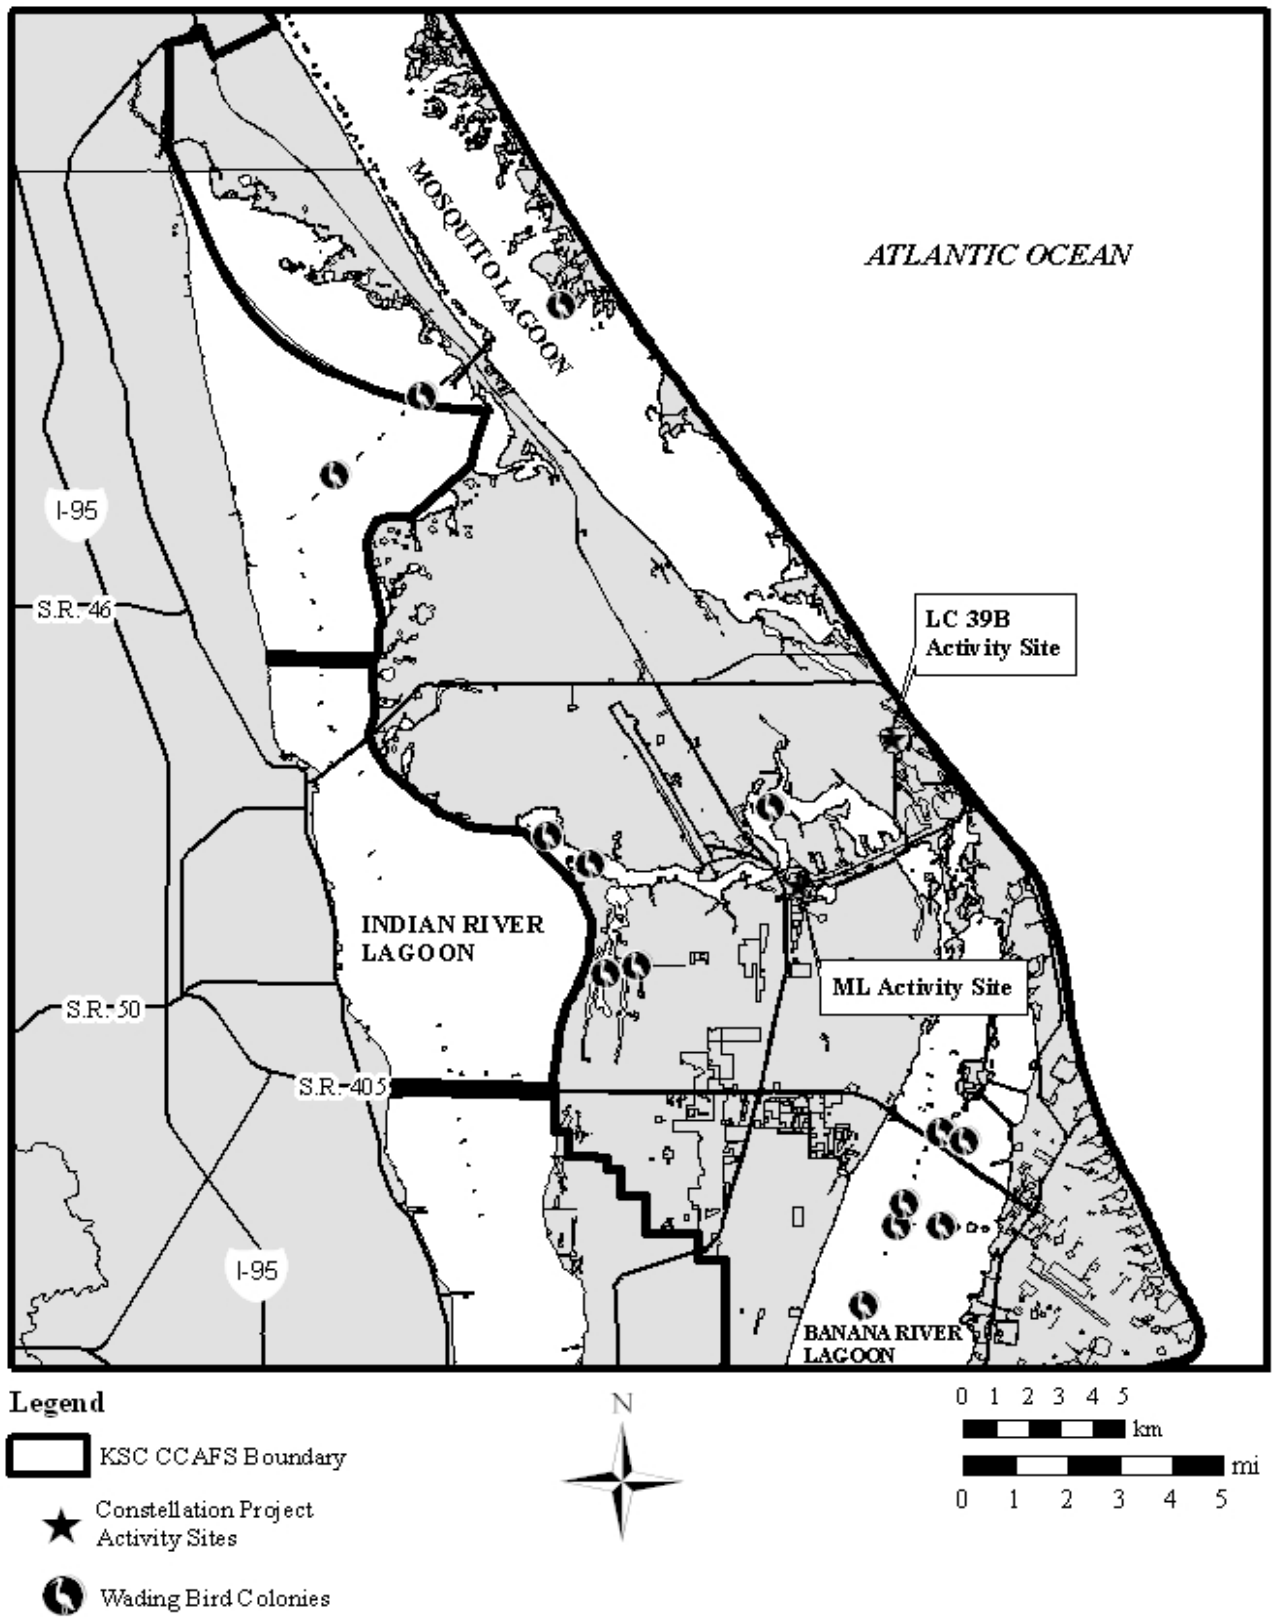 MOSQUITO LAGOON
ATLANTIC OCEAN
I-95
S.R. 46
LC 39B
Activity Site
INDIAN RIVER
LAGOON
ML Activity Site
S.R. 50
S.R. 405
I-95
BANANA RIVER
LAGOON
Legend
KSC CCAFS Boundary
Constellation Project
Activity Sites
Wading Bird Colonies
N
0 1 2 3 4 5
km
mi
0 1 2 3 4 5